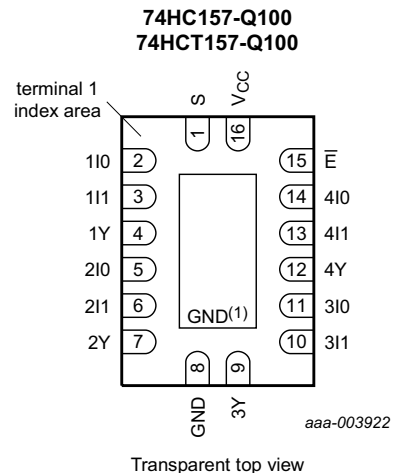 74HC157-Q100
74HCT157-Q100
terminal 1
index area
S
VCC
1
16
1I0 2
15 E̅
1I1 3
14 4I0
1Y 4
13 4I1
2I0 5
12 4Y
2I1 6
11 3I0
2Y 7
10 3I1
GND(1)
8
9
GND
3Y
aaa-003922
Transparent top view